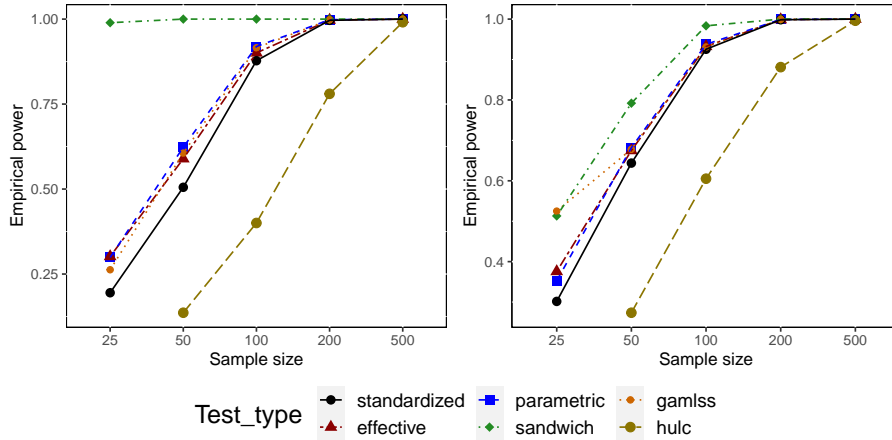 1.00
0.75
0.50
0.25
Empirical power
25 50 100 200 500
Sample size
1.0
0.8
0.6
0.4
Empirical power
25 50 100 200 500
Sample size
Test_type
standardized parametric gamlss
effective sandwich hulc